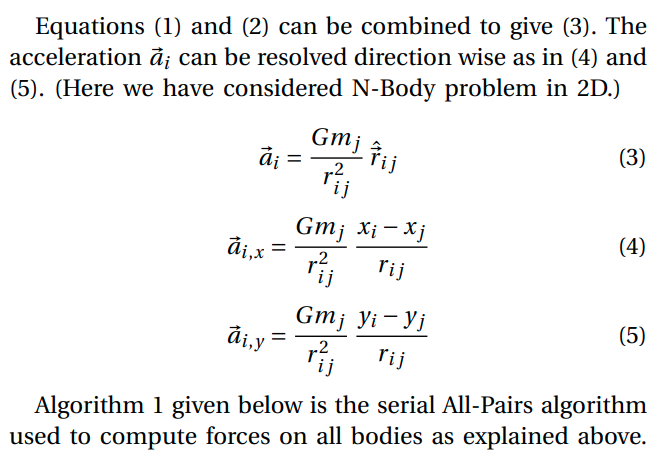 Equations (1) and (2) can be combined to give (3). The
acceleration $\vec{a}_i$ can be resolved direction wise as in (4) and
(5). (Here we have considered N-Body problem in 2D.)
$\vec{a}_i = \frac{Gm_j}{r_{ij}^2} \hat{\vec{r}}_{ij}$ (3)
$\vec{a}_{i,x} = \frac{Gm_j}{r_{ij}^2} \frac{x_i - x_j}{r_{ij}}$ (4)
$\vec{a}_{i,y} = \frac{Gm_j}{r_{ij}^2} \frac{y_i - y_j}{r_{ij}}$ (5)
Algorithm 1 given below is the serial All-Pairs algorithm
used to compute forces on all bodies as explained above.